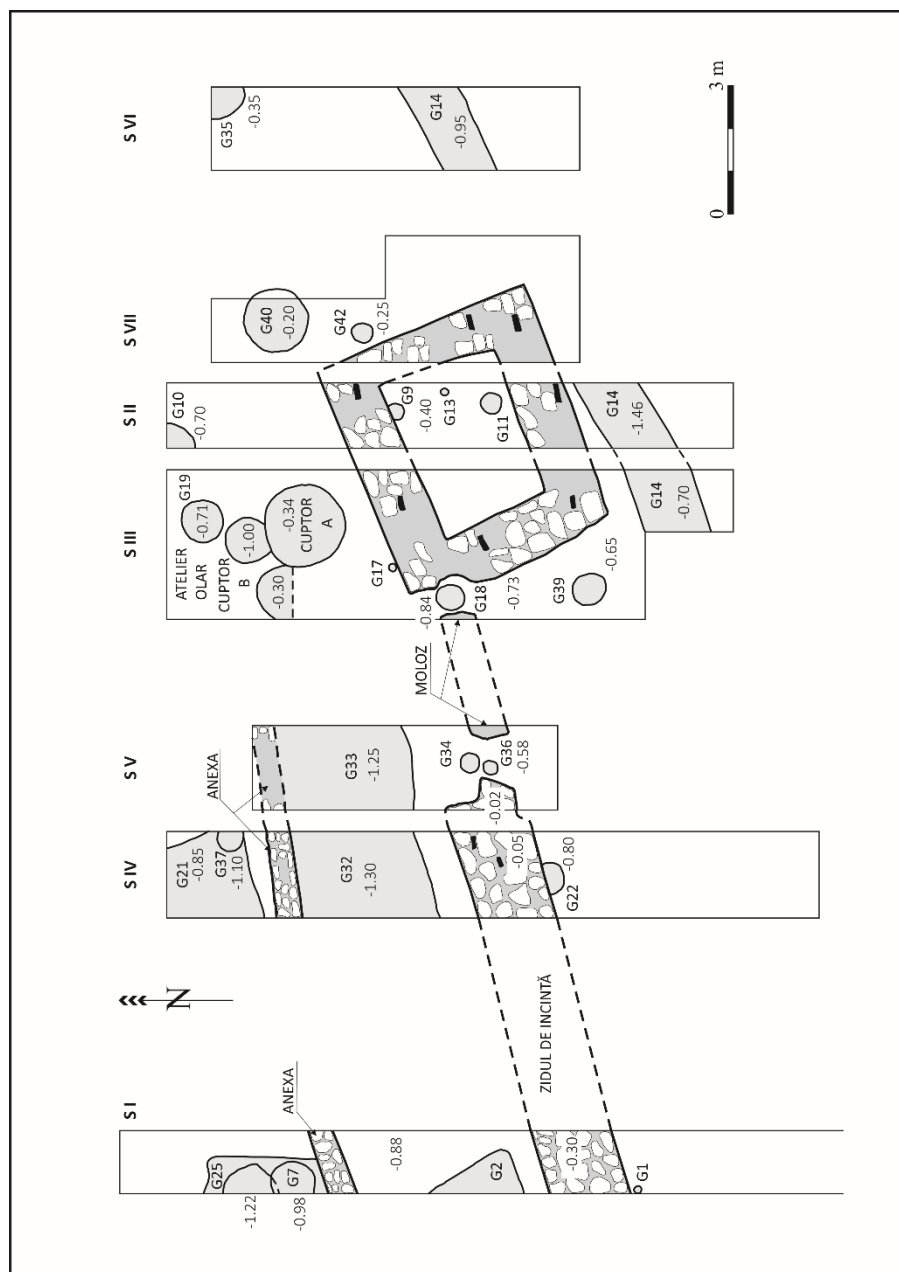 S VI
G35
-0.35
G14
-0.95
3 m
0
S VII
G40
-0.20
G42
-0.25
S II
G10
-0.70
G9
-0.40
G13
G11
G14
-1.46
S III
G19
-0.71
ATELIER
OLAR
CUPTOR
B
-1.00
-0.34
CUPTOR
A
-0.30
G17
-0.84
G18
-0.73
G39
-0.65
G14
-0.70
MOLOZ
S V
ANEXA
G33
-1.25
G34
G36
-0.58
-0.02
S IV
G21
-0.85
G37
-1.10
G32
-1.30
-0.05
-0.80
G22
N
ZIDUL DE INCINTĂ
S I
ANEXA
G25
-1.22
G7
-0.98
-0.88
G2
-0.30
G1